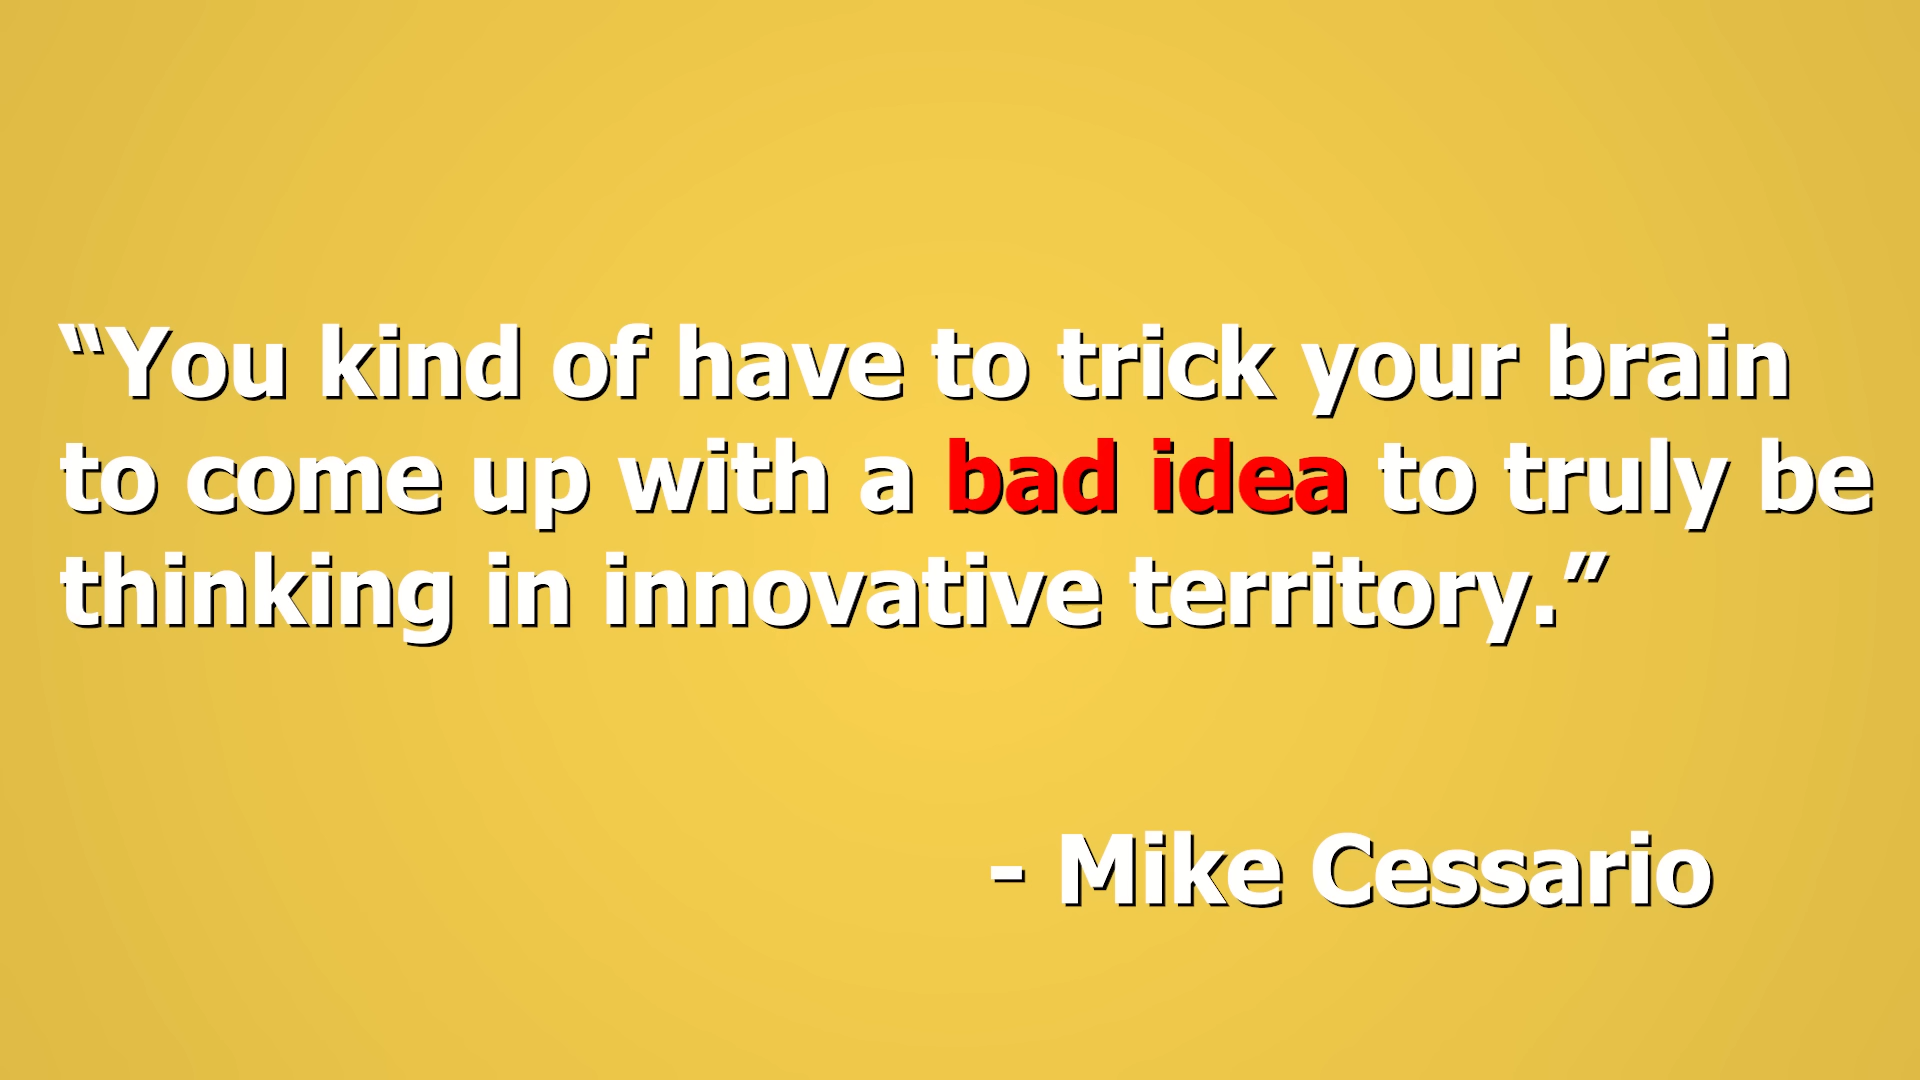 “You kind of have to trick your brain
to come up with a bad idea to truly be
thinking in innovative territory.”
- Mike Cessario